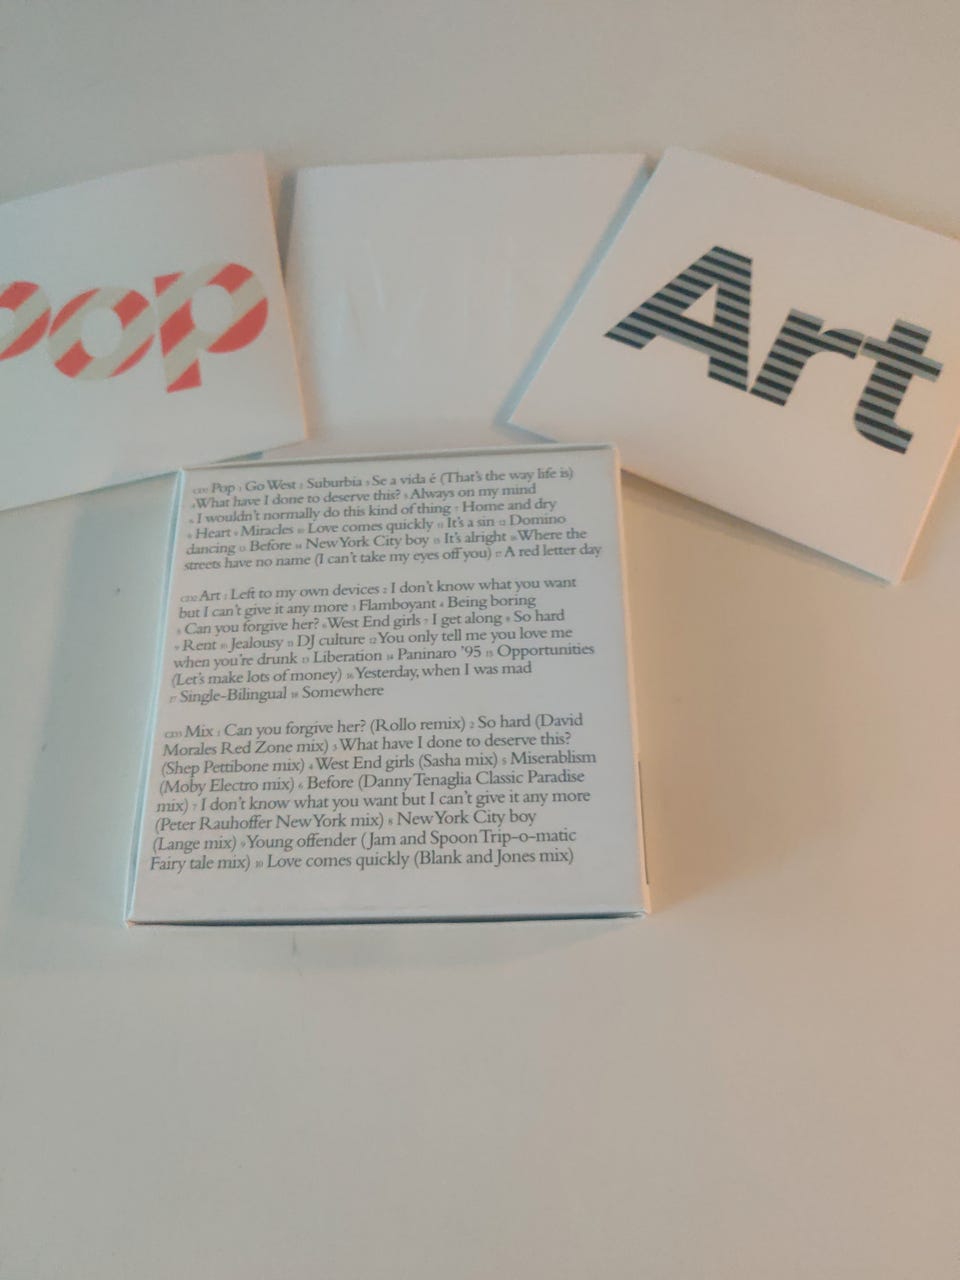 Pop
Mix
Art
CD1 Pop 1 Go West 2 Suburbia 3 Se a vida é (That's the way life is)
4 What have I done to deserve this? 5 Always on my mind
6 I wouldn't normally do this kind of thing 7 Home and dry
8 Heart 9 Miracles 10 Love comes quickly 11 It's a sin 12 Domino
dancing 13 Before 14 New York City boy 15 It's alright 16 Where the
streets have no name (I can't take my eyes off you) 17 A red letter day
CD2 Art 1 Left to my own devices 2 I don't know what you want
but I can't give it any more 3 Flamboyant 4 Being boring
5 Can you forgive her? 6 West End girls 7 I get along 8 So hard
9 Rent 10 Jealousy 11 DJ culture 12 You only tell me you love me
when you're drunk 13 Liberation 14 Paninaro '95 15 Opportunities
(Let's make lots of money) 16 Yesterday, when I was mad
17 Single-Bilingual 18 Somewhere
CD3 Mix 1 Can you forgive her? (Rollo remix) 2 So hard (David
Morales Red Zone mix) 3 What have I done to deserve this?
(Shep Pettibone mix) 4 West End girls (Sasha mix) 5 Miserablism
(Moby Electro mix) 6 Before (Danny Tenaglia Classic Paradise
mix) 7 I don't know what you want but I can't give it any more
(Peter Rauhoffer New York mix) 8 New York City boy
(Lange mix) 9 Young offender (Jam and Spoon Trip-o-matic
Fairy tale mix) 10 Love comes quickly (Blank and Jones mix)